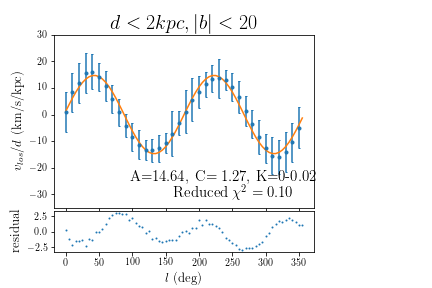 d < 2kpc, |b| < 20
30
20
10
0
−10
−20
−30
v_los/d (km/s/kpc)
A=14.64, C= 1.27, K=0-0.02
Reduced χ² = 0.10
2.5
0.0
−2.5
residual
0 50 100 150 200 250 300 350
l (deg)